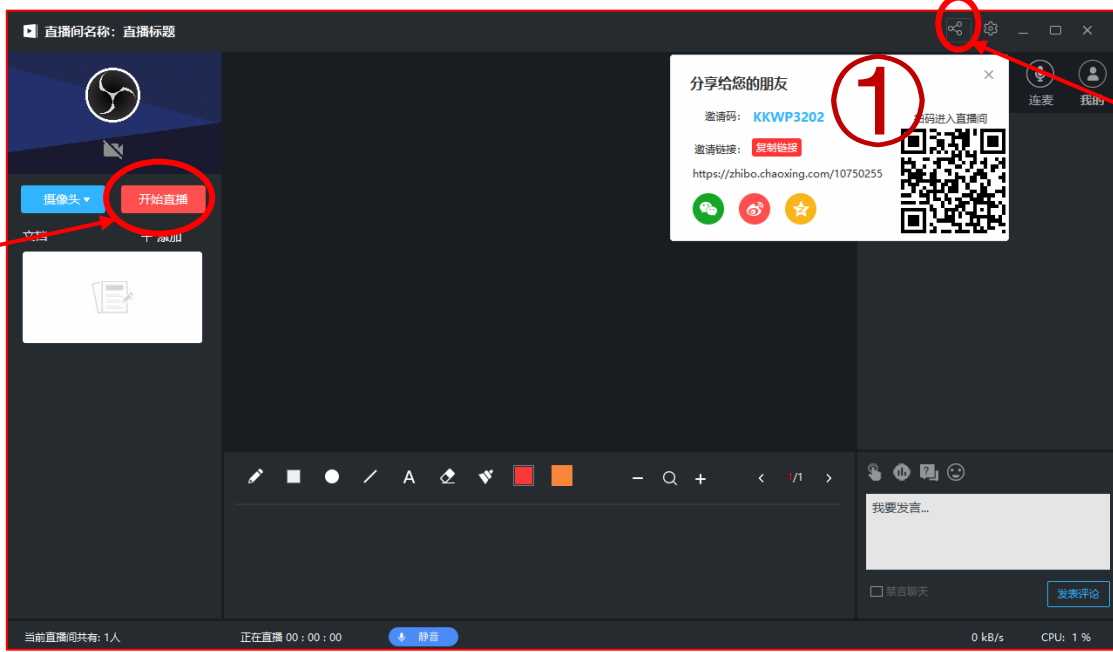 直播间名称：直播标题
分享给您的朋友
①
邀请码： KKWP3202
邀请链接： 复制链接
https://zhibo.chaoxing.com/10750255
扫码进入直播间
连麦
我的
摄像头
开始直播
文档
添加
A
1/1
我要发言...
禁言聊天
发表评论
当前直播间共有: 1人
正在直播 00 : 00 : 00
静音
0 kB/s
CPU: 1 %